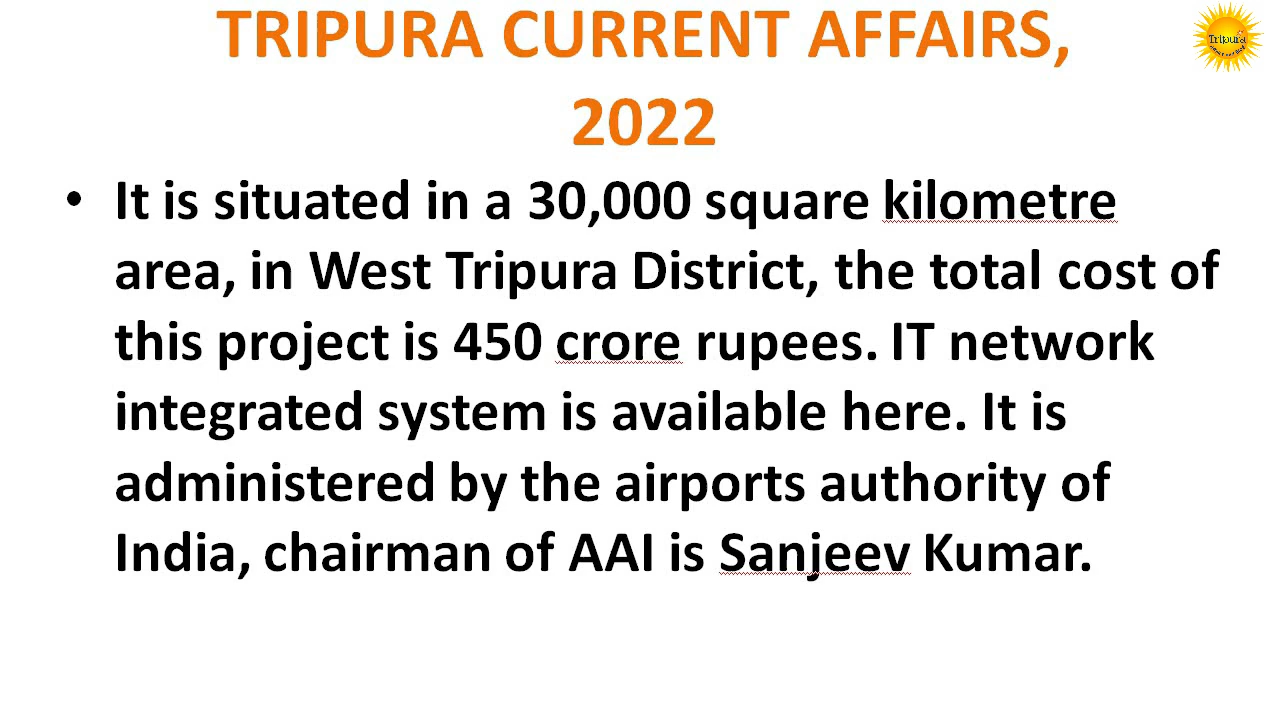 TRIPURA CURRENT AFFAIRS,
2022
Tripura
• It is situated in a 30,000 square kilometre
area, in West Tripura District, the total cost of
this project is 450 crore rupees. IT network
integrated system is available here. It is
administered by the airports authority of
India, chairman of AAI is Sanjeev Kumar.